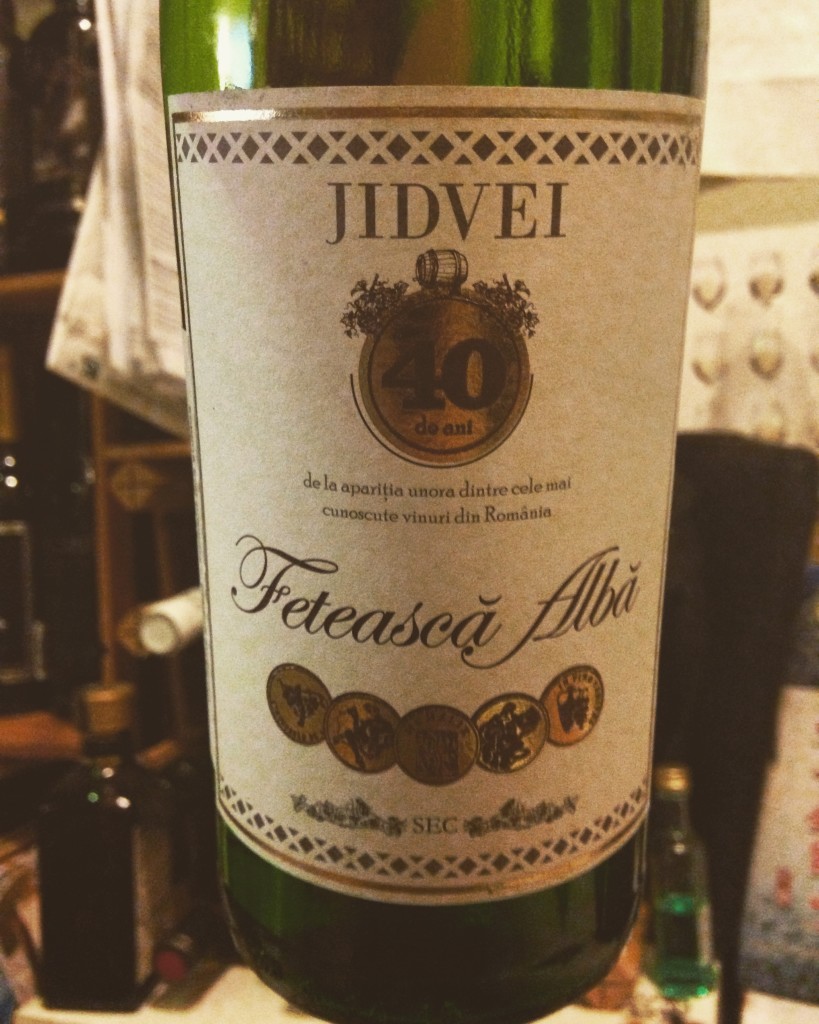 JIDVEI
40
de ani
de la apariția unora dintre cele mai
cunoscute vinuri din România
Fetească Albă
SEC